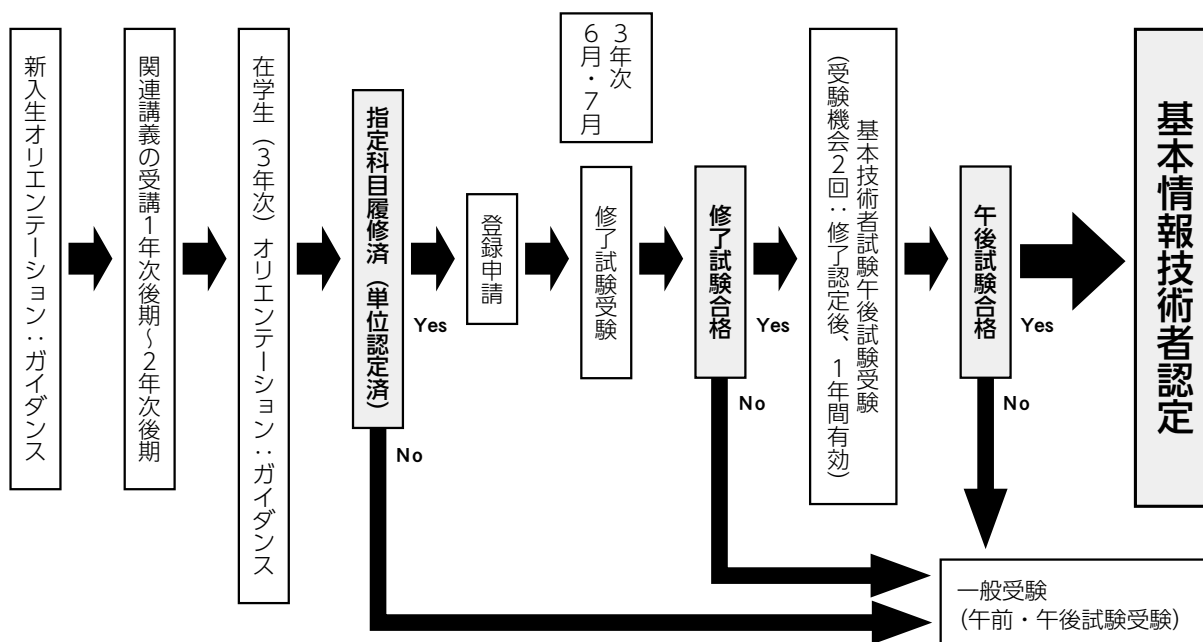 新入生オリエンテーション：ガイダンス
関連講義の受講１年次後期～２年次後期
在学生（３年次）オリエンテーション：ガイダンス
指定科目履修済（単位認定済）
Yes
No
登録申請
３年次
６月・７月
修了試験受験
修了試験合格
Yes
No
基本技術者試験午後試験受験
（受験機会２回：修了認定後、１年間有効）
午後試験合格
Yes
No
基本情報技術者認定
一般受験
（午前・午後試験受験）